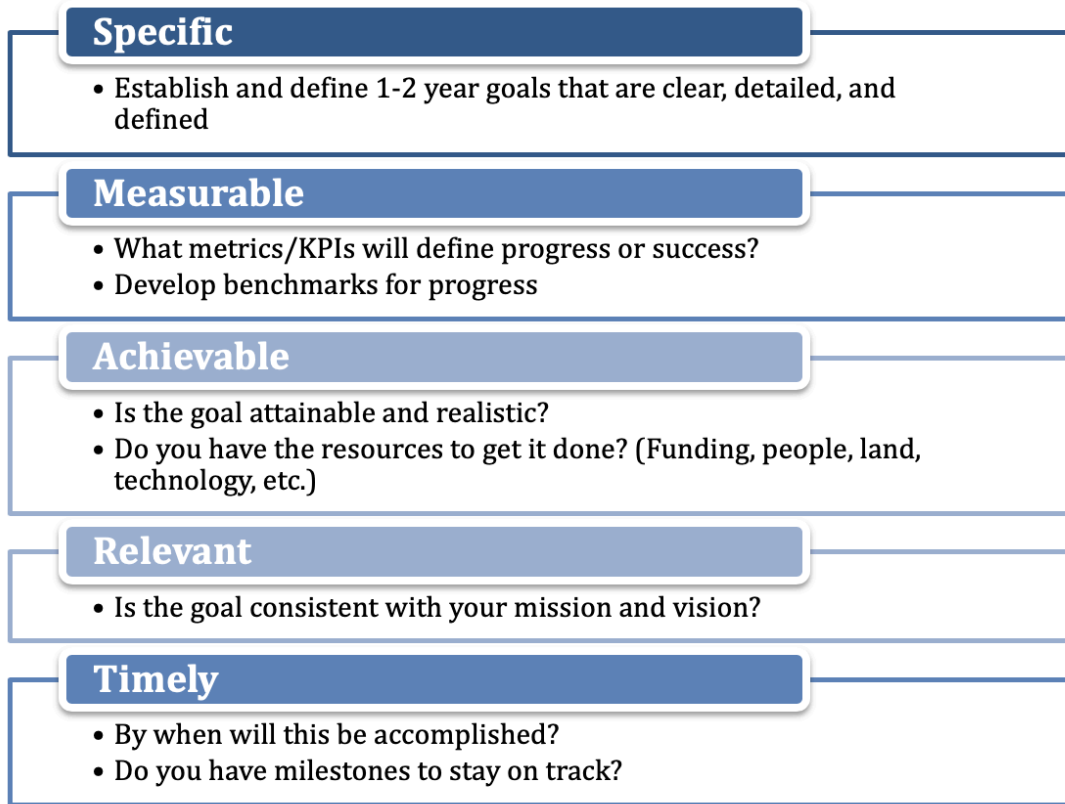 Specific
• Establish and define 1-2 year goals that are clear, detailed, and
defined
Measurable
• What metrics/KPIs will define progress or success?
• Develop benchmarks for progress
Achievable
• Is the goal attainable and realistic?
• Do you have the resources to get it done? (Funding, people, land,
technology, etc.)
Relevant
• Is the goal consistent with your mission and vision?
Timely
• By when will this be accomplished?
• Do you have milestones to stay on track?